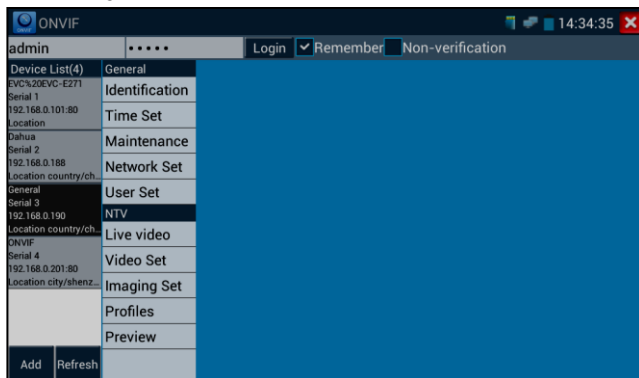 ONVIF
14:34:35
admin ••••• Login Remember Non-verification
Device List(4)
EVC%20EVC-E271
Serial 1
192.168.0.101:80
Location
Dahua
Serial 2
192.168.0.188
Location country/ch...
General
Serial 3
192.168.0.190
Location country/ch...
ONVIF
Serial 4
192.168.0.201:80
Location city/shenz...
Add Refresh
General
Identification
Time Set
Maintenance
Network Set
User Set
NTV
Live video
Video Set
Imaging Set
Profiles
Preview